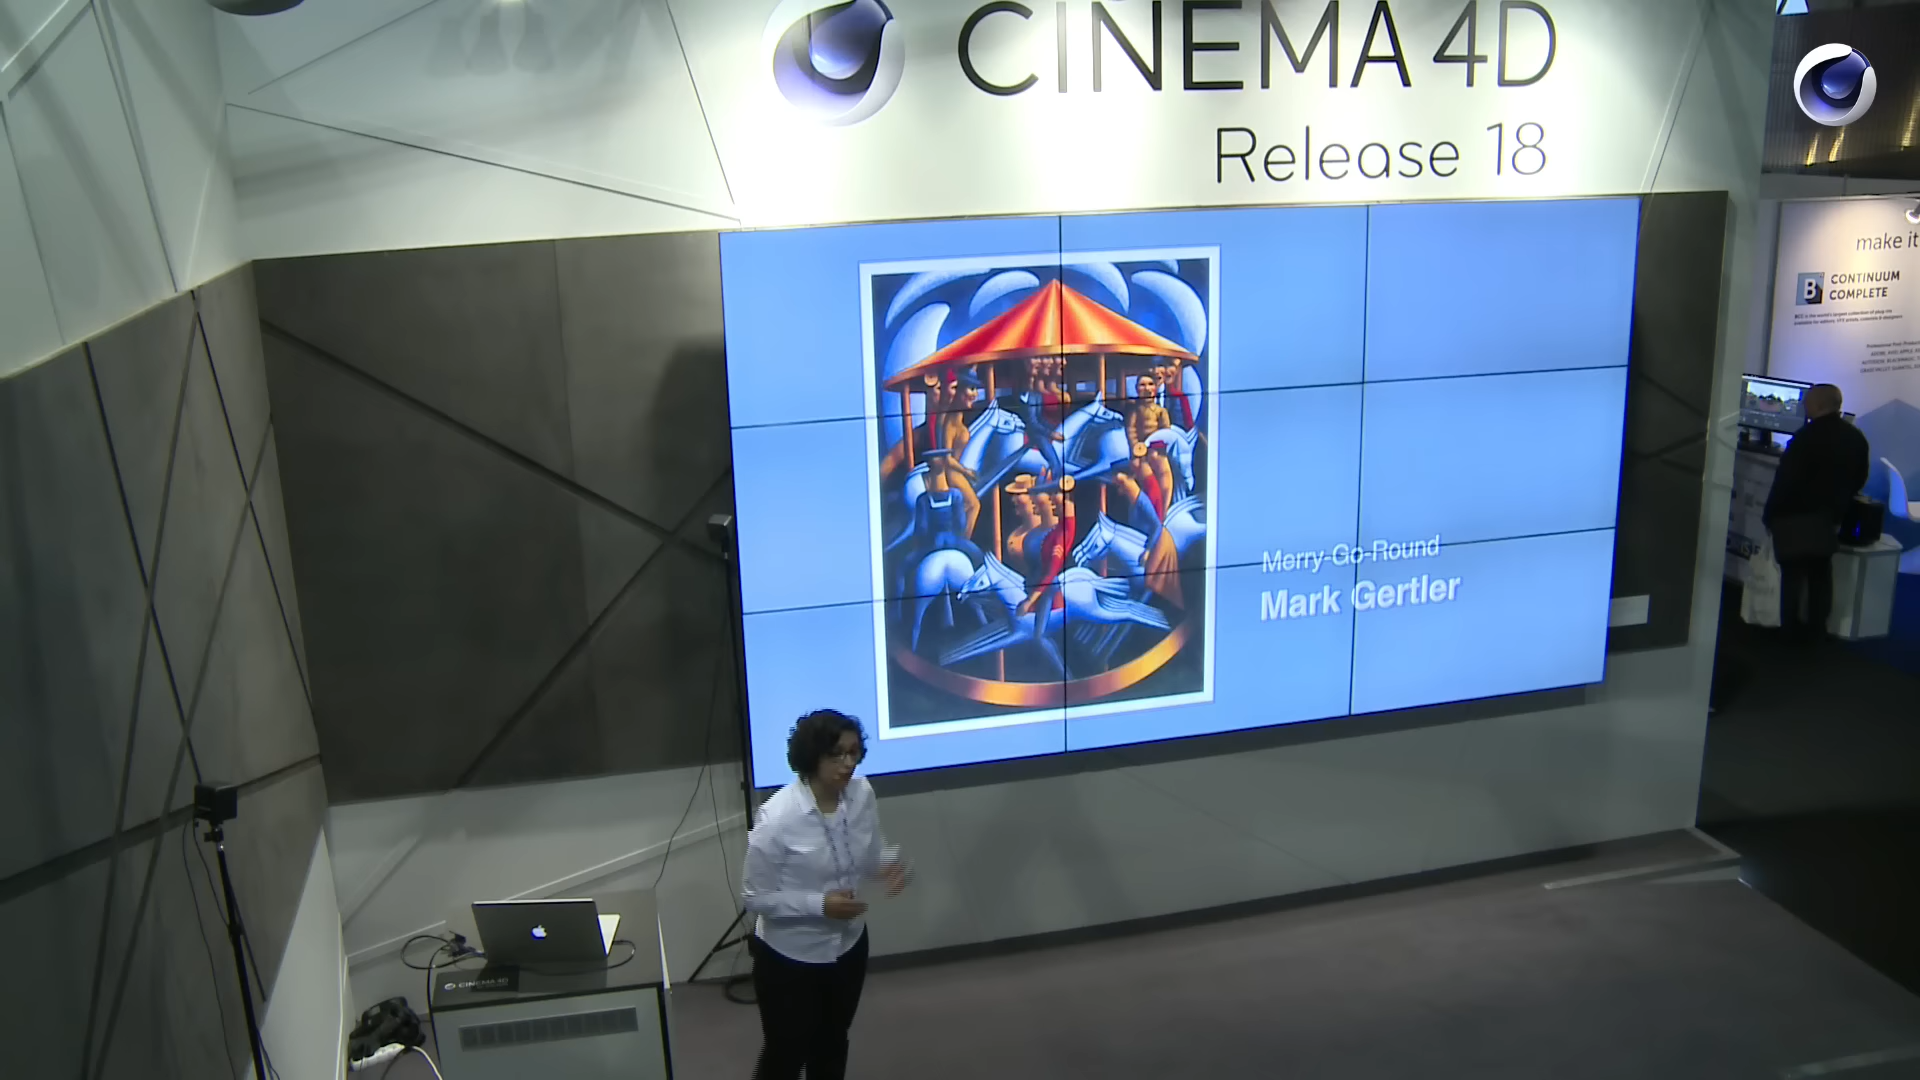 CINEMA 4D
Release 18
Merry-Go-Round
Mark Gertler
make it
B
CONTINUUM
COMPLETE
CINEMA 4D